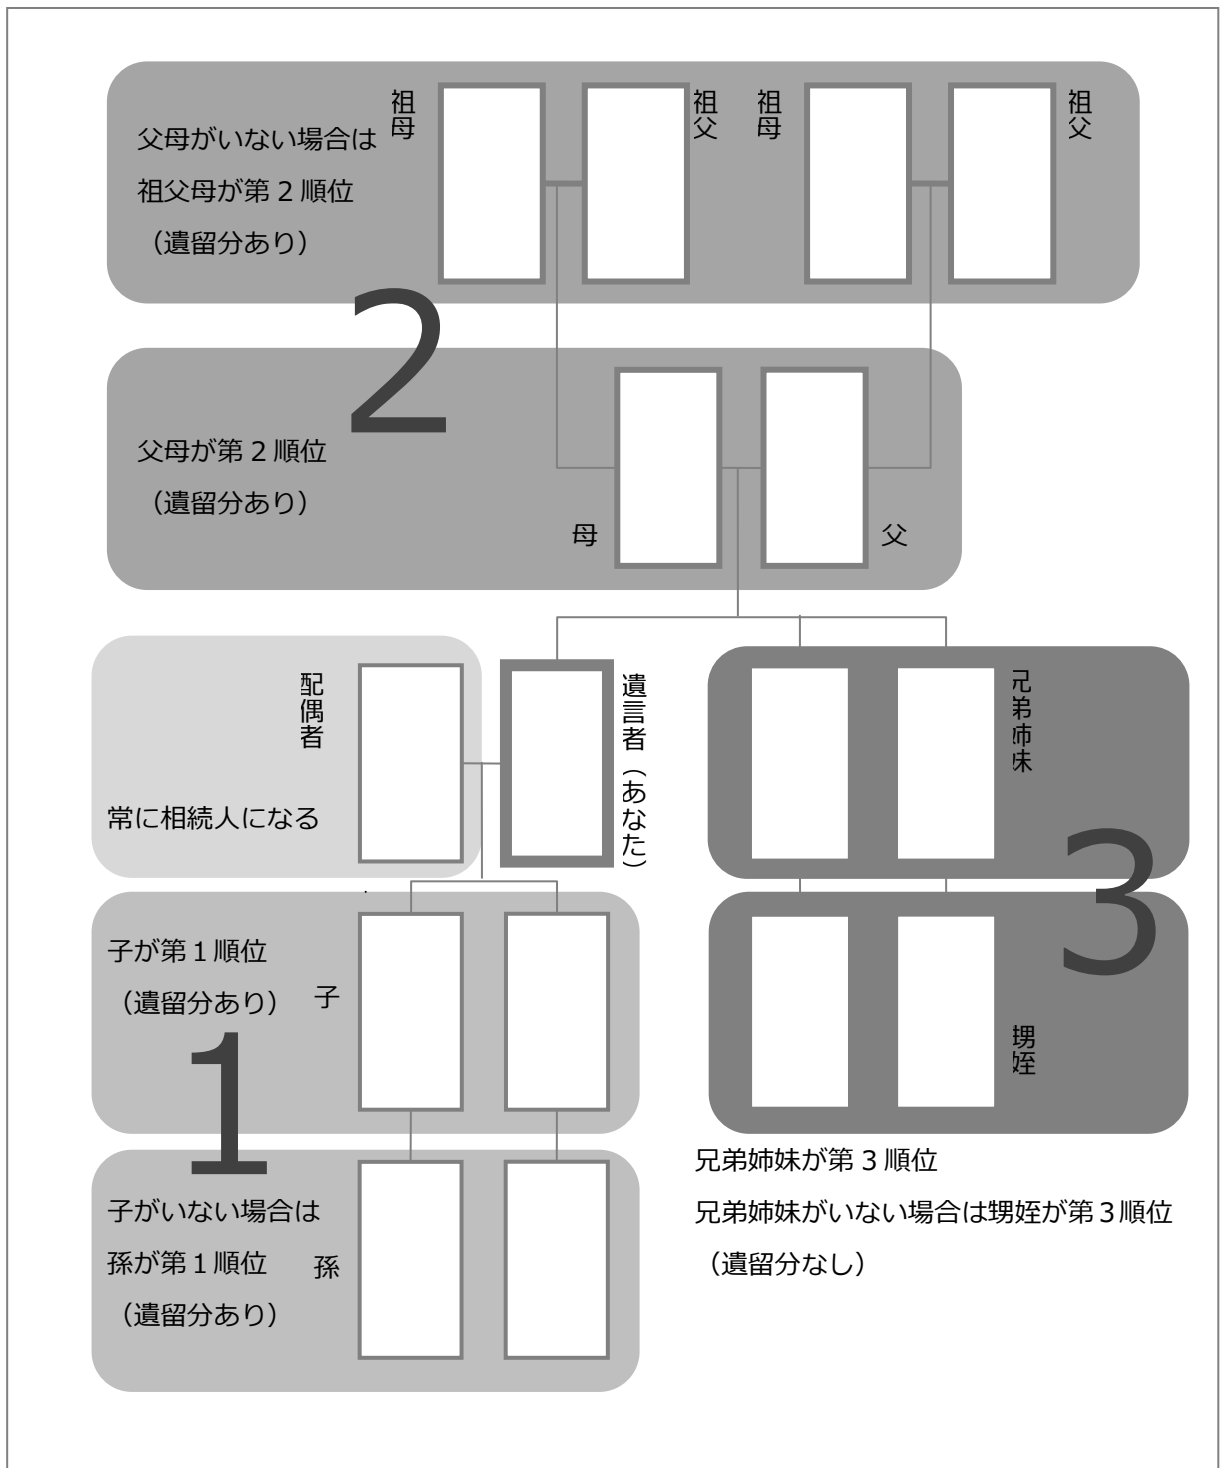 祖母
祖父
祖母
祖父
父母がいない場合は
祖父母が第2順位
（遺留分あり）
2
父母が第2順位
（遺留分あり）
母
父
配偶者
遺言者（あなた）
兄弟姉妹
常に相続人になる
3
子が第1順位
（遺留分あり）
子
甥姪
1
子がいない場合は
孫が第1順位
（遺留分あり）
孫
兄弟姉妹が第3順位
兄弟姉妹がいない場合は甥姪が第3順位
（遺留分なし）